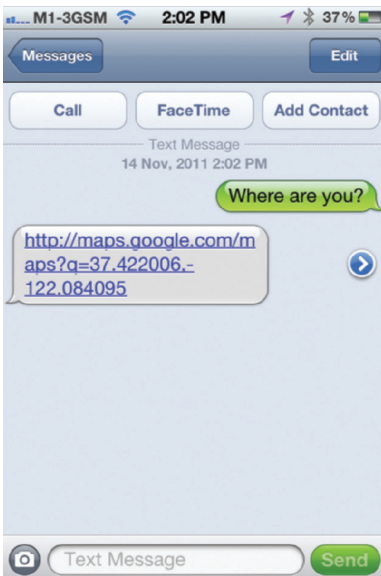 M1-3GSM 2:02 PM 37%
Messages Edit
Call FaceTime Add Contact
Text Message
14 Nov, 2011 2:02 PM
Where are you?
http://maps.google.com/m
aps?q=37.422006,-
122.084095
Text Message Send